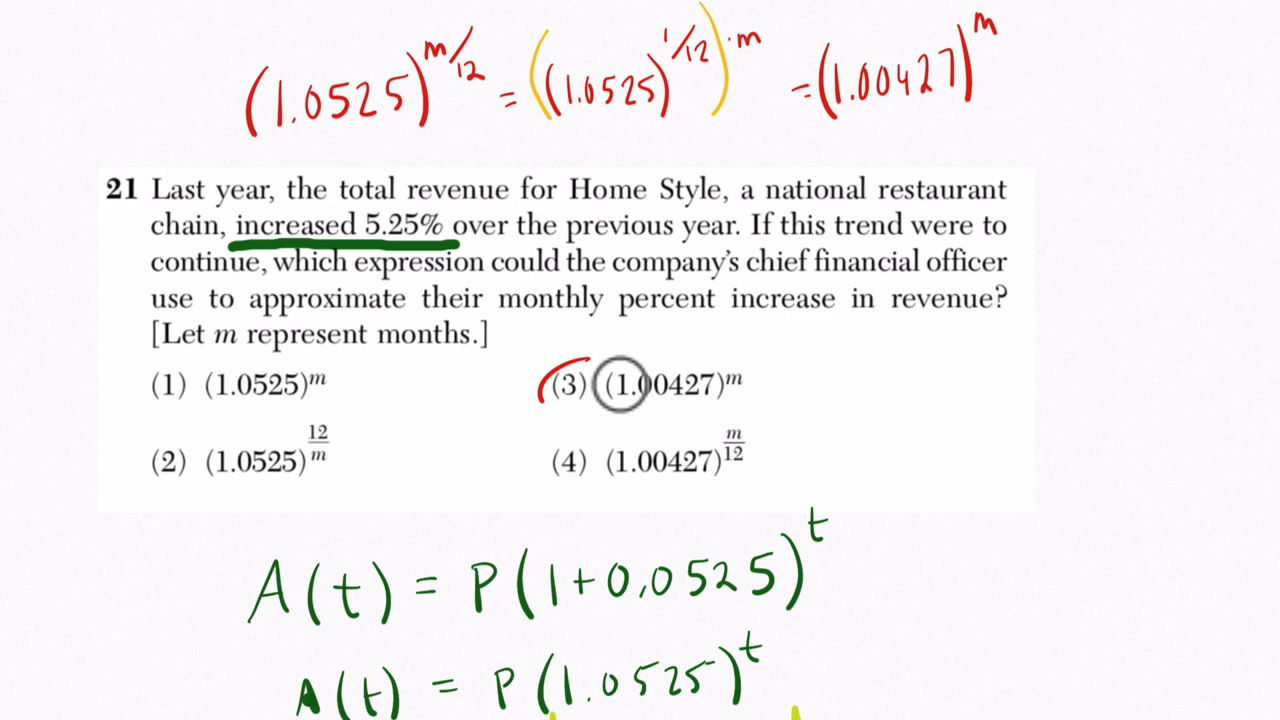 (1.0525)^m/12 = ((1.0525)^1/12)^·m = (1.00427)^m
21 Last year, the total revenue for Home Style, a national restaurant
chain, increased 5.25% over the previous year. If this trend were to
continue, which expression could the company's chief financial officer
use to approximate their monthly percent increase in revenue?
[Let m represent months.]
(1) (1.0525)^m
(3) (1.00427)^m
(2) (1.0525)^12/m
(4) (1.00427)^m/12
A(t) = P(1+0.0525)^t
A(t) = P(1.0525)^t